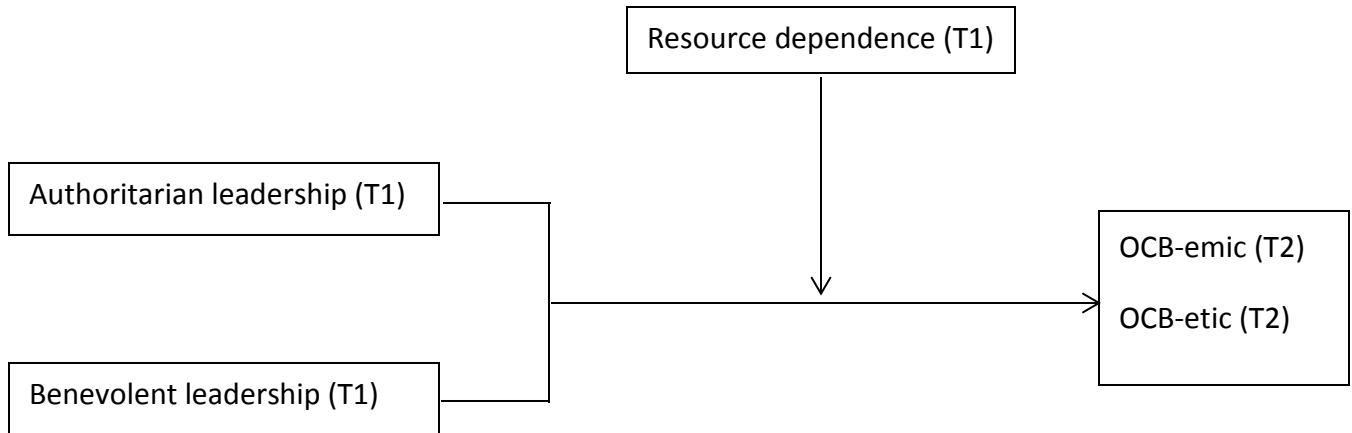 Resource dependence (T1)
Authoritarian leadership (T1)
OCB-emic (T2)
OCB-etic (T2)
Benevolent leadership (T1)